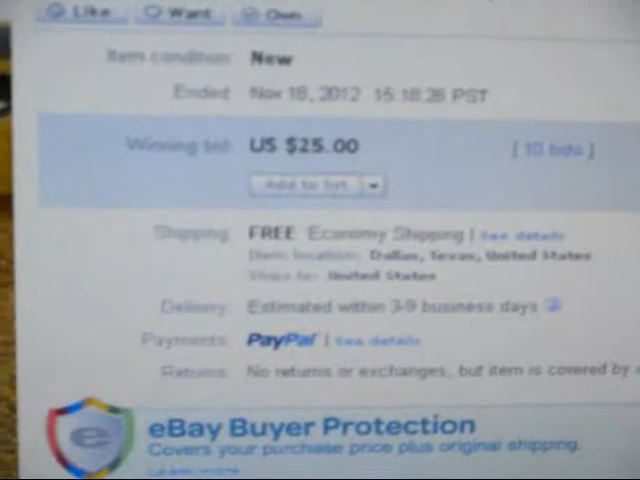 Like Want Own
Item condition: New
Ended: Nov 18, 2012 15:18:26 PST
Winning bid: US $25.00 [ 10 bids ]
Add to list
Shipping: FREE Economy Shipping | See details
Item location: Dallas, Texas, United States
Ships to: United States
Delivery: Estimated within 3-9 business days
Payments: PayPal | See details
Returns: No returns or exchanges, but item is covered by
e eBay Buyer Protection
Covers your purchase price plus original shipping.
Learn more